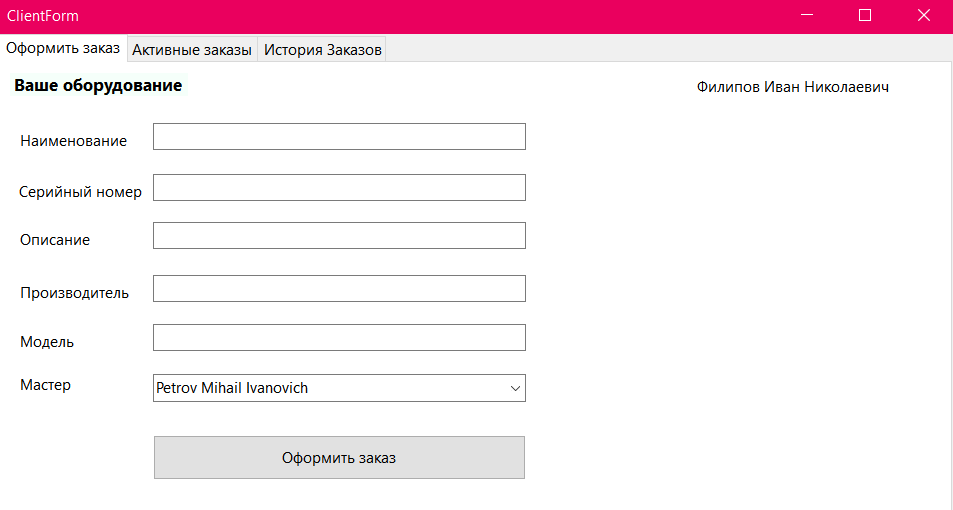 ClientForm
Оформить заказ Активные заказы История Заказов
Ваше оборудование
Филипов Иван Николаевич
Наименование
Серийный номер
Описание
Производитель
Модель
Мастер Petrov Mihail Ivanovich
Оформить заказ